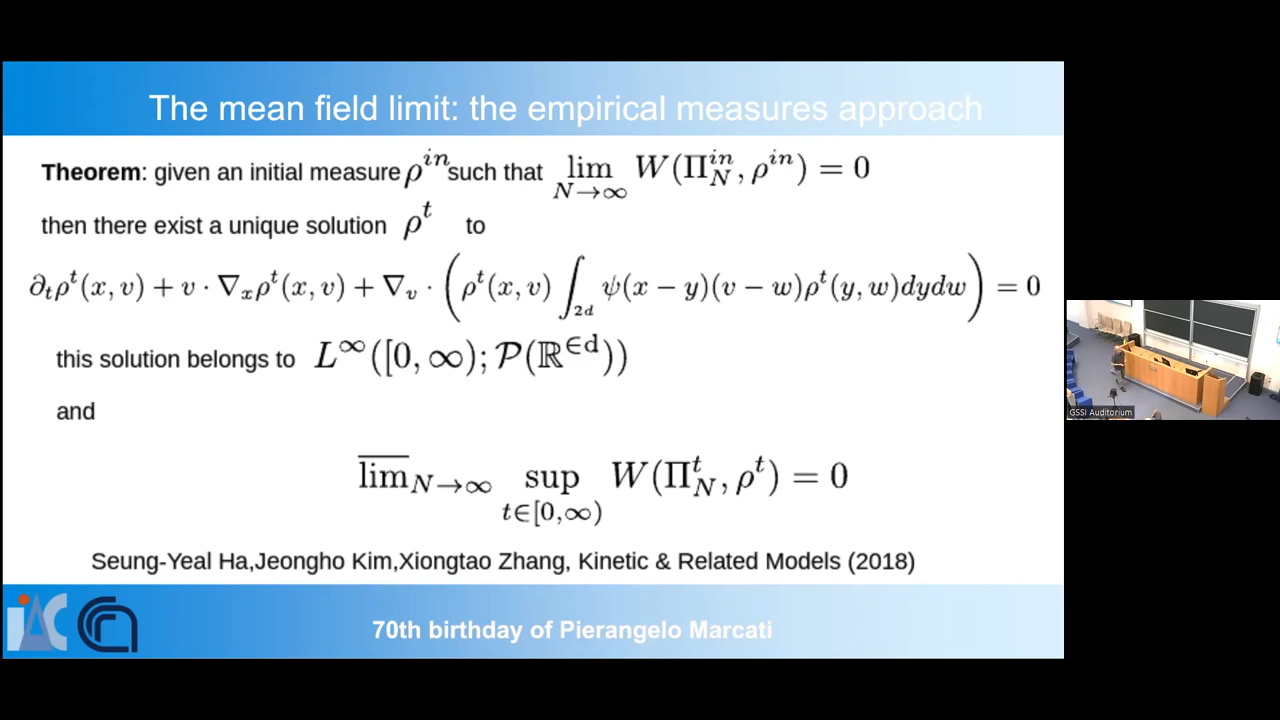 The mean field limit: the empirical measures approach
Theorem: given an initial measure ρ^{in} such that lim_{N→∞} W(Π_N^{in}, ρ^{in}) = 0
then there exist a unique solution ρ^t to
∂_tρ^t(x, v) + v · ∇_xρ^t(x, v) + ∇_v · (ρ^t(x, v) ∫_{2d} ψ(x − y)(v − w)ρ^t(y, w)dydw) = 0
this solution belongs to L^∞([0, ∞); 𝒫(ℝ^{∈d}))
and
\overline{lim}_{N→∞} sup_{t∈[0,∞)} W(Π_N^t, ρ^t) = 0
Seung-Yeal Ha,Jeongho Kim,Xiongtao Zhang, Kinetic & Related Models (2018)
IAC
70th birthday of Pierangelo Marcati
GSSI Auditorium